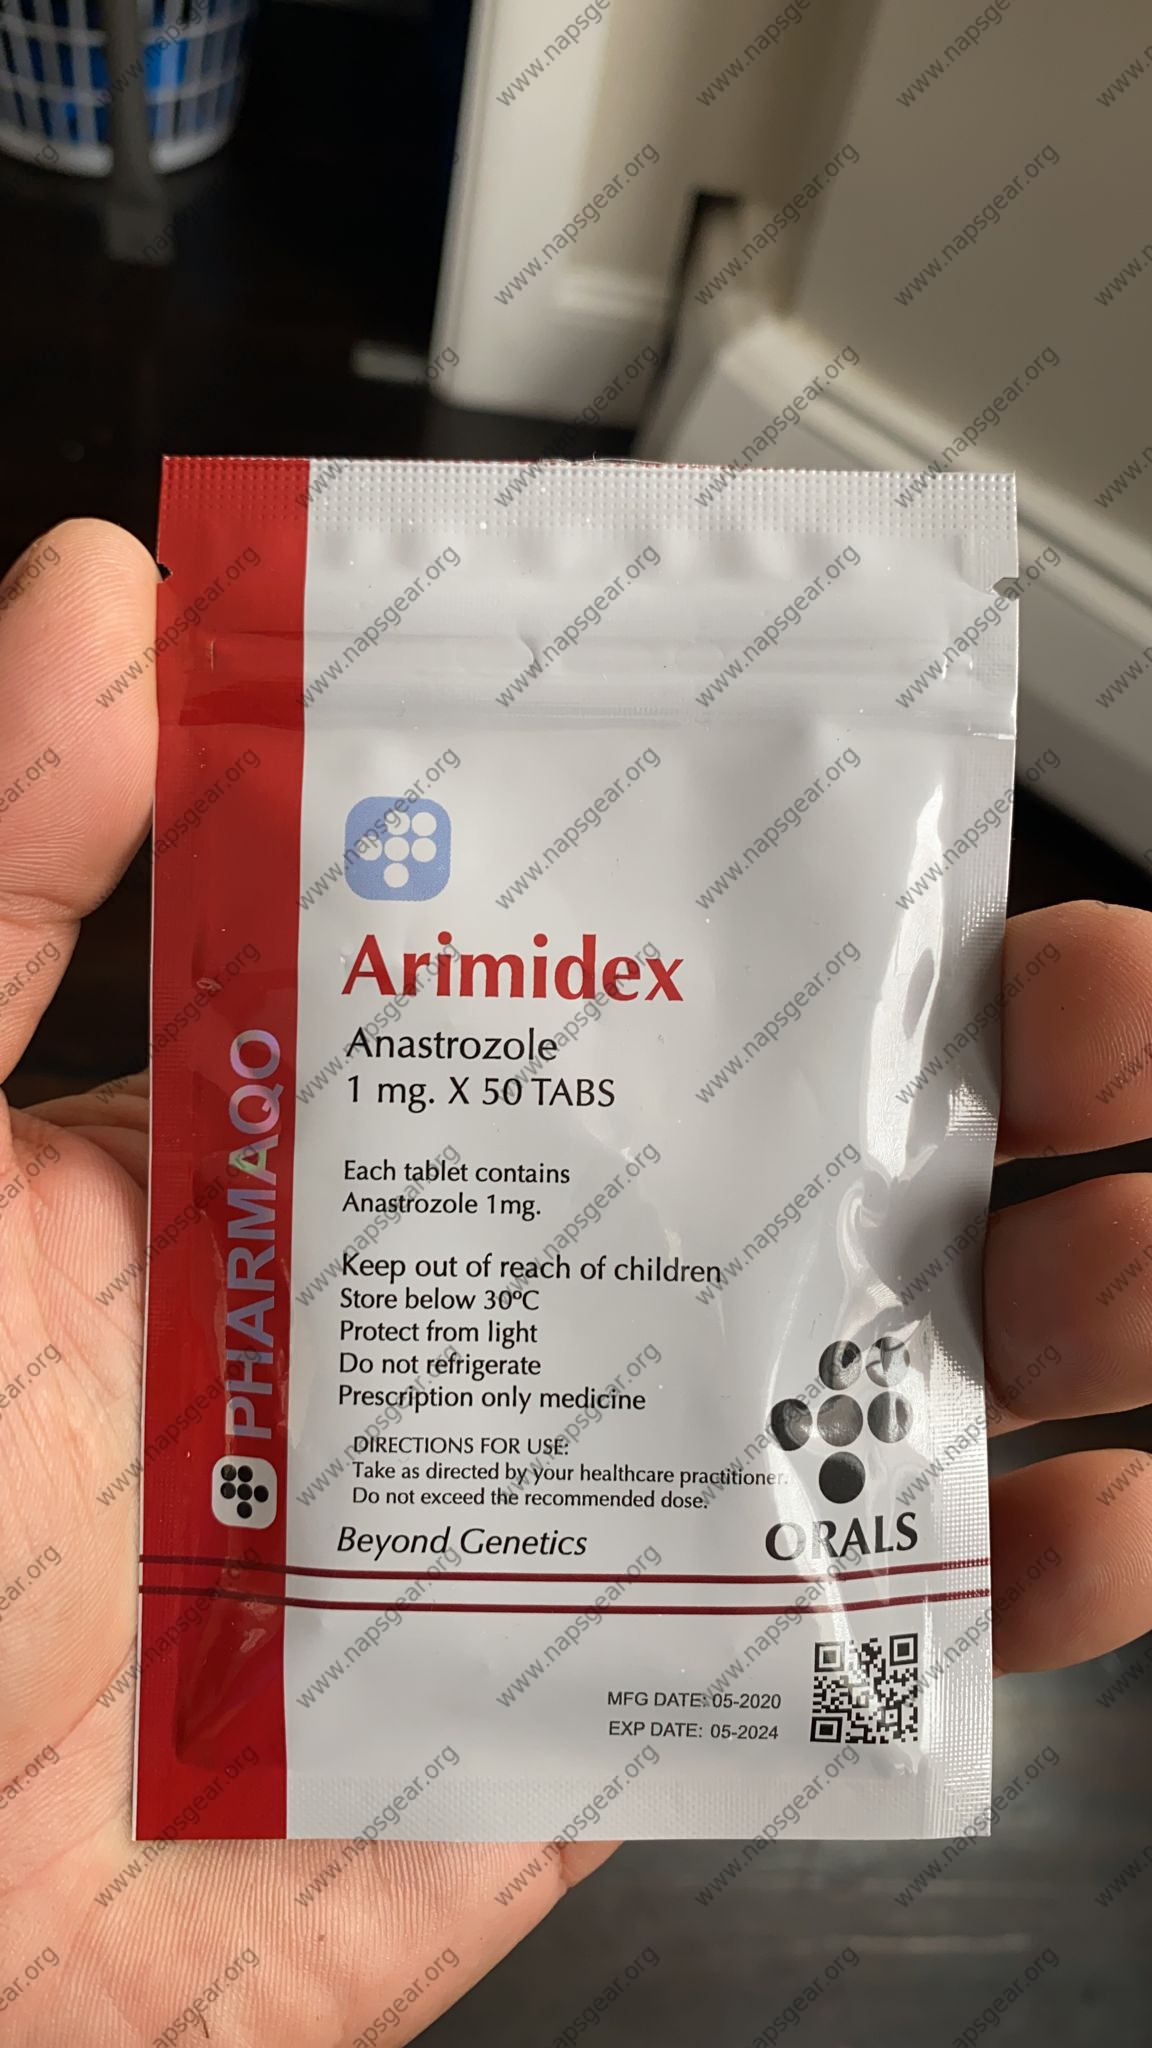 Arimidex
Anastrozole
1 mg. X 50 TABS
Each tablet contains
Anastrozole 1mg.
Keep out of reach of children
Store below 30ºC
Protect from light
Do not refrigerate
Prescription only medicine
DIRECTIONS FOR USE:
Take as directed by your healthcare practitioner.
Do not exceed the recommended dose.
Beyond Genetics
ORALS
MFG DATE: 05-2020
EXP DATE: 05-2024
PHARMAQO
www.napsgear.org